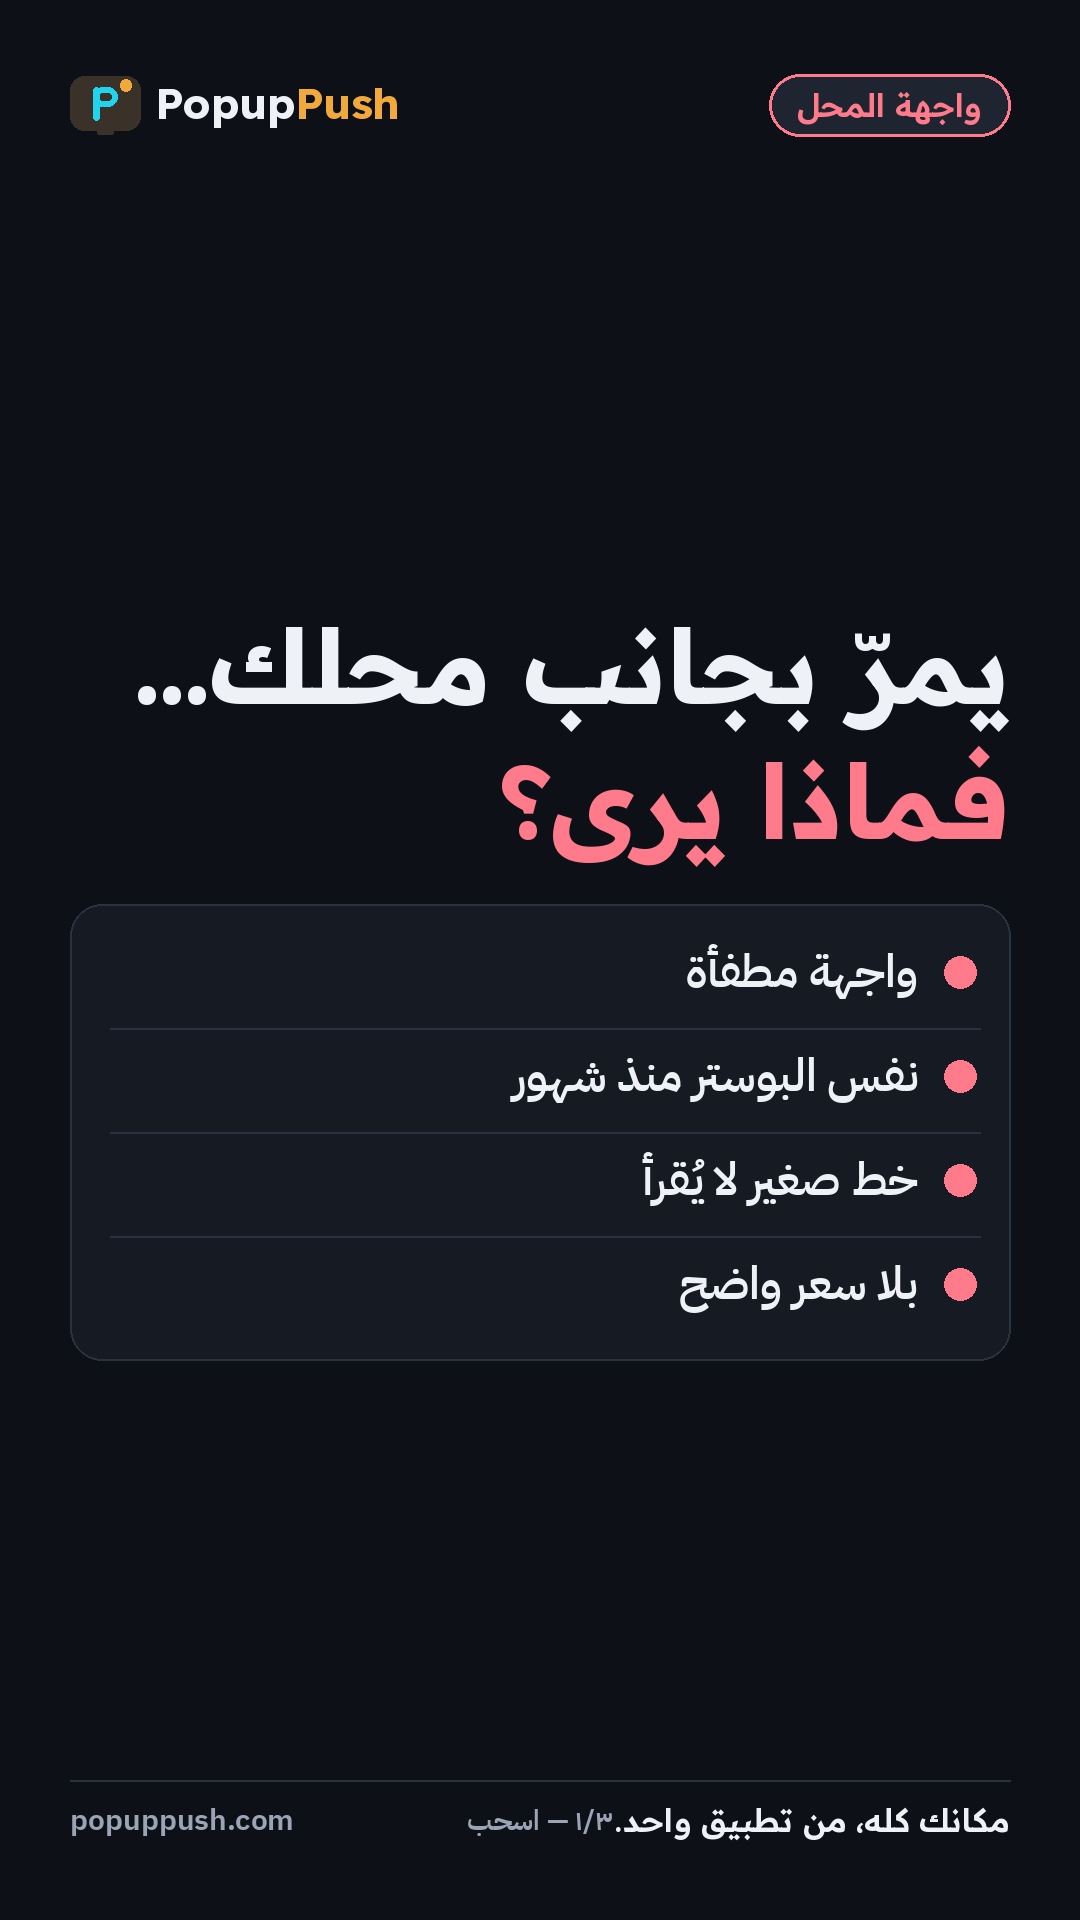 PopupPush
واجهة المحل
يمرّ بجانب محلك...
فماذا يرى؟
واجهة مطفأة
نفس البوستر منذ شهور
خط صغير لا يُقرأ
بلا سعر واضح
مكانك كله، من تطبيق واحد.
١/٣ — اسحب
popuppush.com